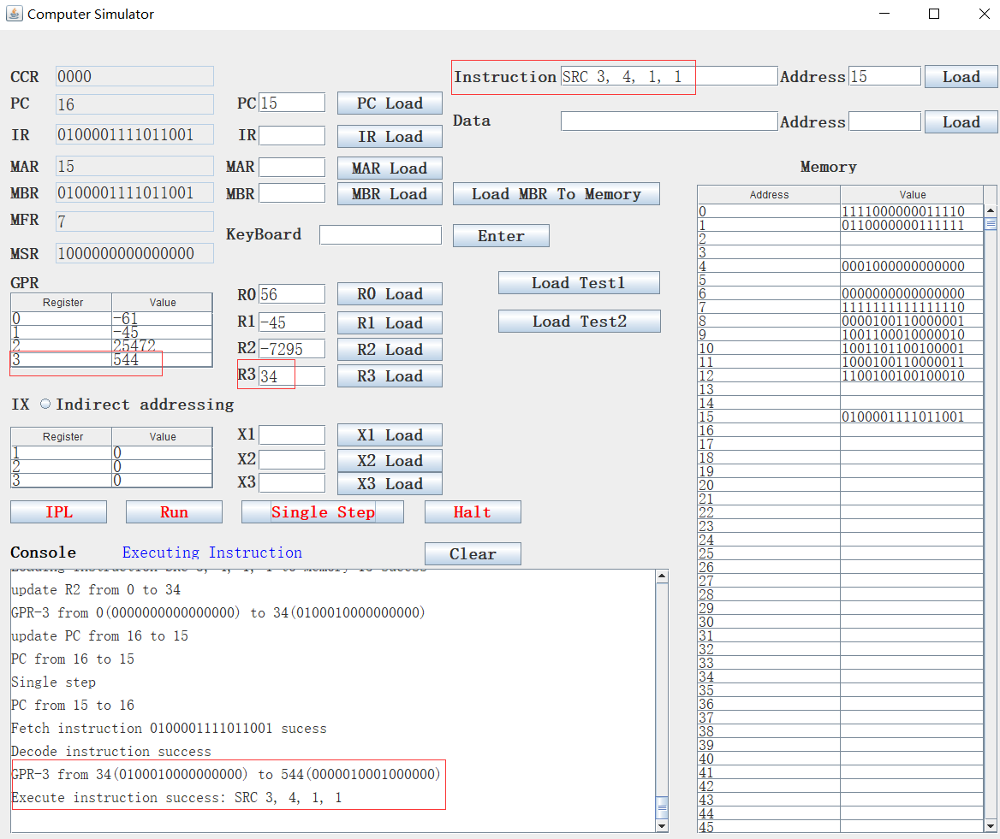 Computer Simulator
CCR 0000
Instruction SRC 3, 4, 1, 1 Address 15 Load
PC 16 PC 15 PC Load
Data Address Load
IR 0100001111011001 IR IR Load
MAR 15 MAR MAR Load
Memory
MBR 0100001111011001 MBR MBR Load Load MBR To Memory
MFR 7
KeyBoard Enter
MSR 1000000000000000
GPR
Register Value
0 -61
1 -45
2 25472
3 544
R0 56 R0 Load
R1 -45 R1 Load
R2 -7295 R2 Load
R3 34 R3 Load
Load Test1
Load Test2
IX Indirect addressing
Register Value
1 0
2 0
3 0
X1 X1 Load
X2 X2 Load
X3 X3 Load
IPL Run Single Step Halt
Console Executing Instruction Clear
update R2 from 0 to 34
GPR-3 from 0(0000000000000000) to 34(0100010000000000)
update PC from 16 to 15
PC from 16 to 15
Single step
PC from 15 to 16
Fetch instruction 0100001111011001 sucess
Decode instruction success
GPR-3 from 34(0100010000000000) to 544(0000010001000000)
Execute instruction success: SRC 3, 4, 1, 1
Address Value
0 1111000000011110
1 0110000000111111
2
3
4 0001000000000000
5
6 0000000000000000
7 1111111111111110
8 0000100110000001
9 1001100010000010
10 1001101100100001
11 1000100110000011
12 1100100100100010
13
14
15 0100001111011001
16
17
18
19
20
21
22
23
24
25
26
27
28
29
30
31
32
33
34
35
36
37
38
39
40
41
42
43
44
45